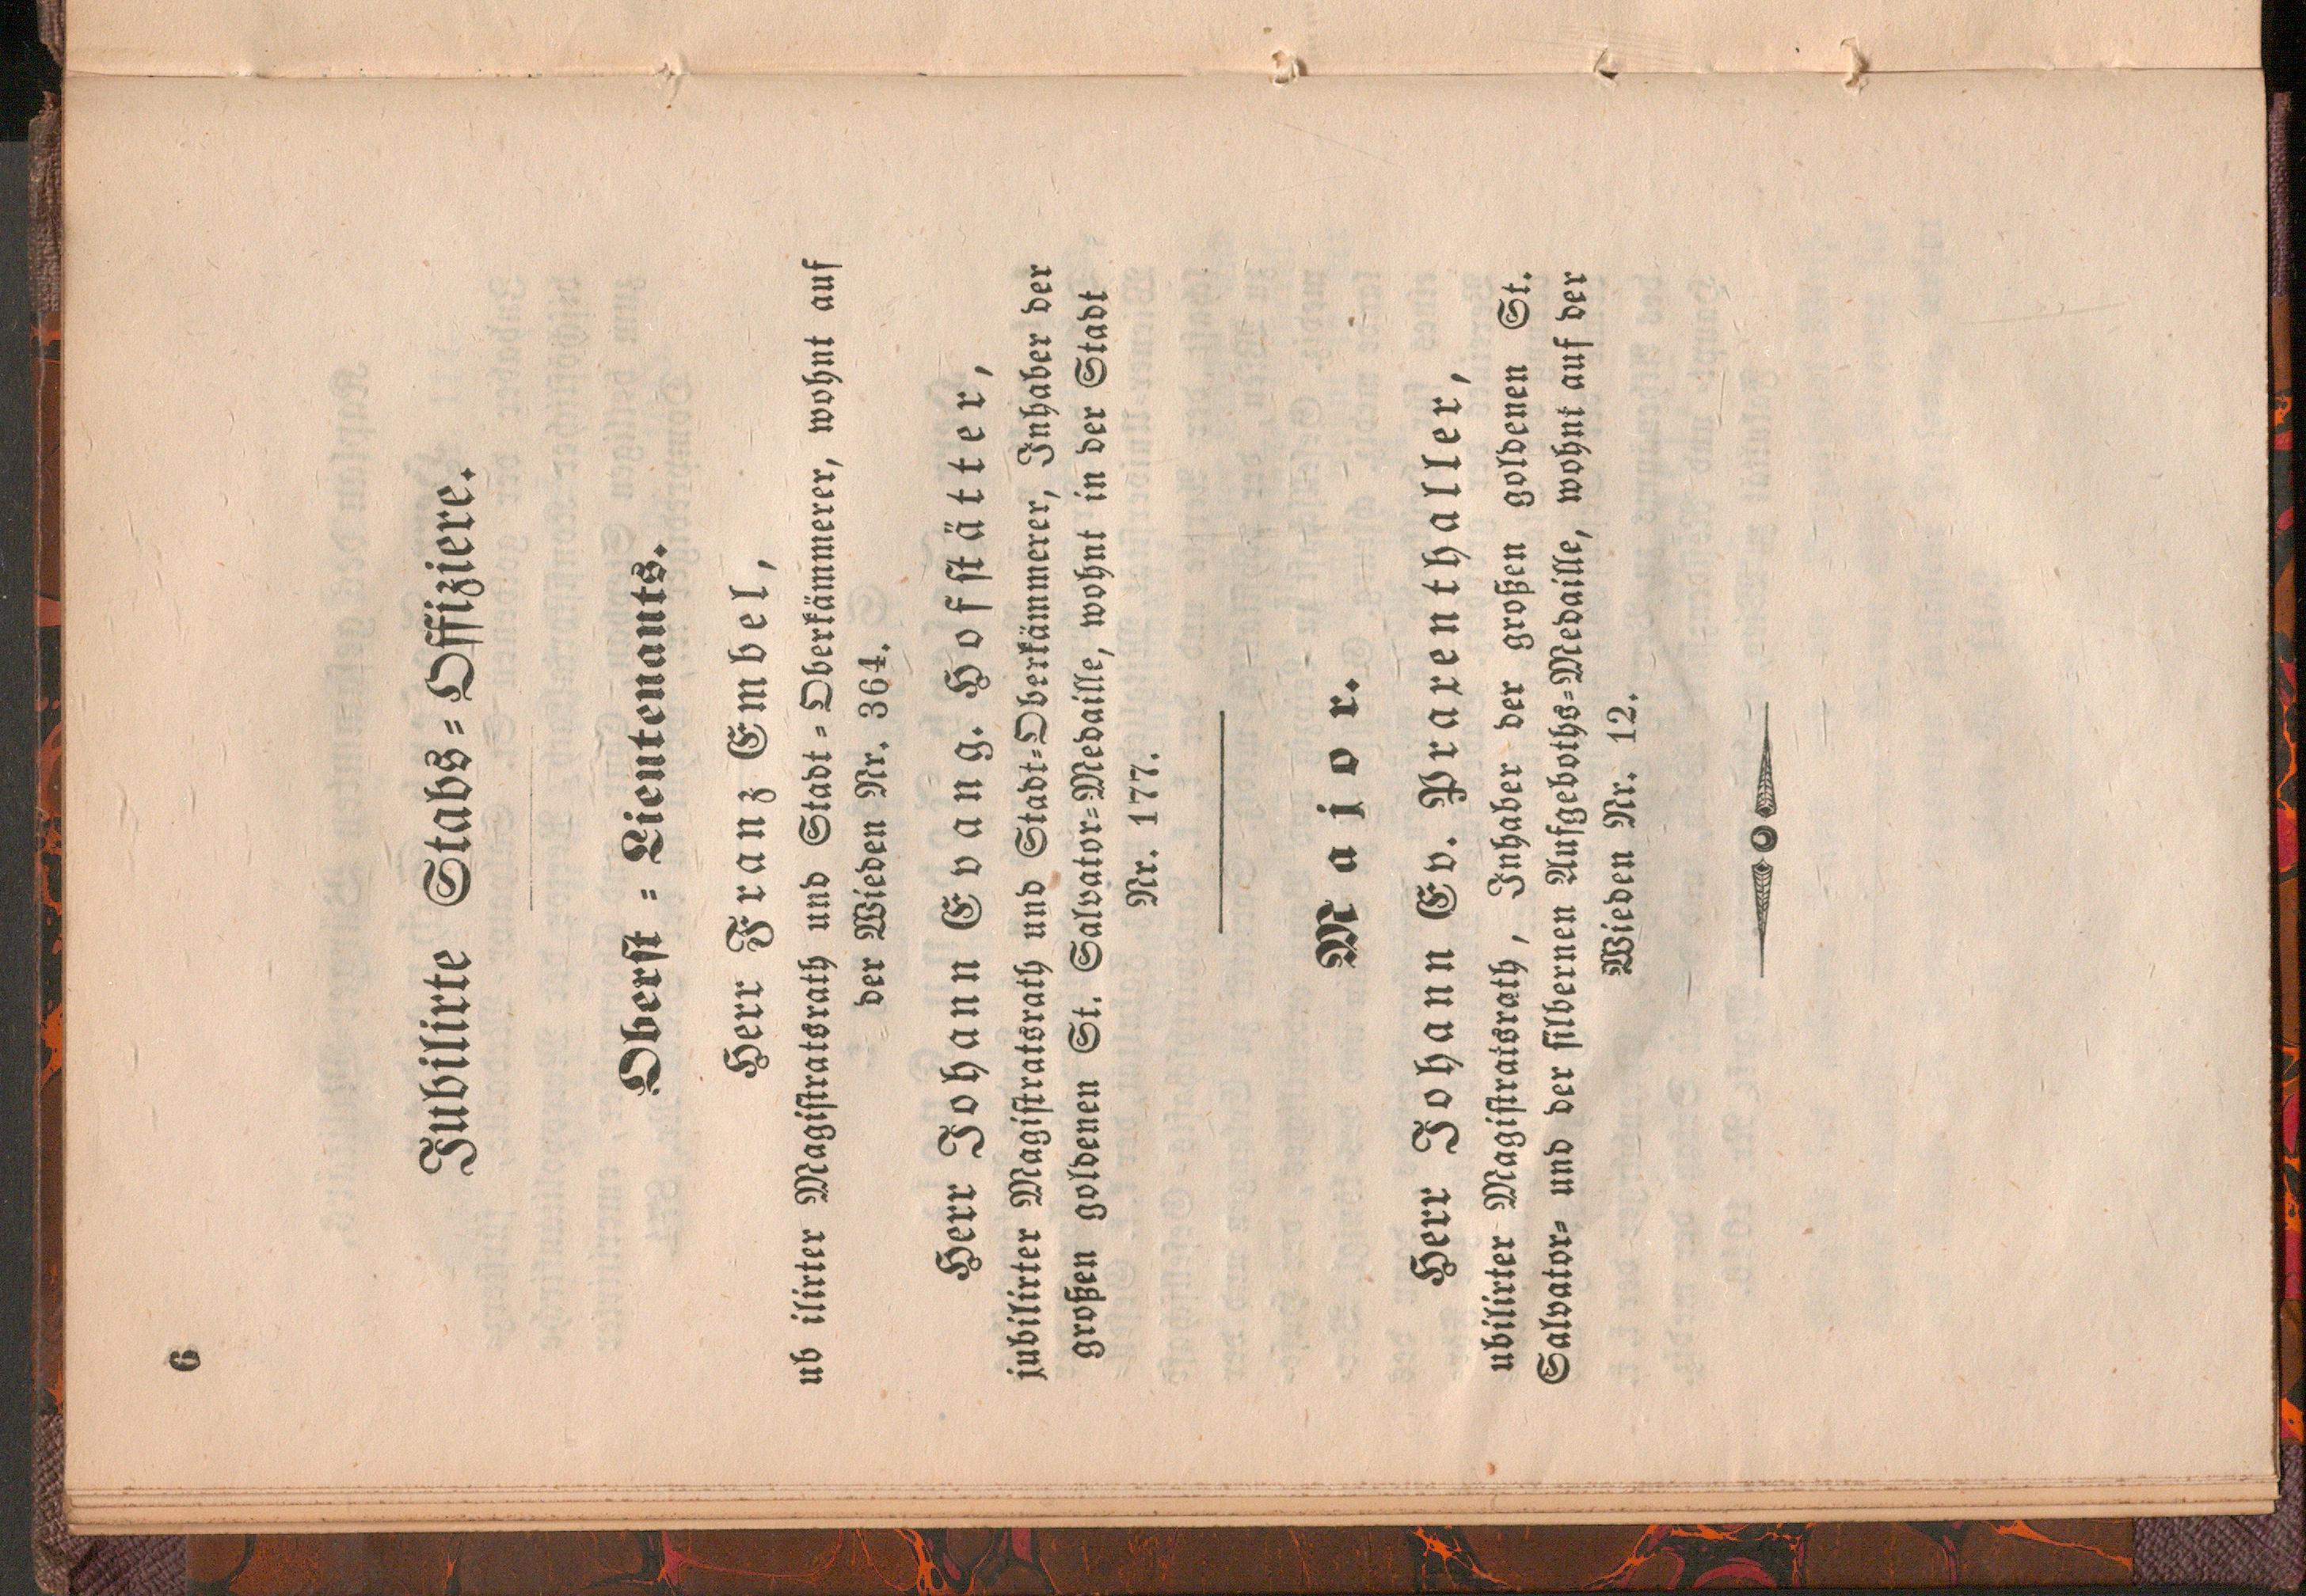 6
Jubilirte Stabs=Offiziere.
Oberst = Lieutenants.
Herr Franz Embel,
ub ilirter Magistratsrath und Stadt=Oberkämmerer, wohnt auf
der Wieden Nr. 364.
Herr Johann Evang. Hofstätter,
jubilirter Magistratsrath und Stadt=Oberkämmerer, Inhaber der
großen goldenen St. Salvator=Medaille, wohnt in der Stadt
Nr. 177.
Major.
Herr Johann Ev. Prarenthaller,
ubilirter Magistratsrath, Inhaber der großen goldenen St.
Salvator= und der silbernen Aufgeboths=Medaille, wohnt auf der
Wieden Nr. 12.